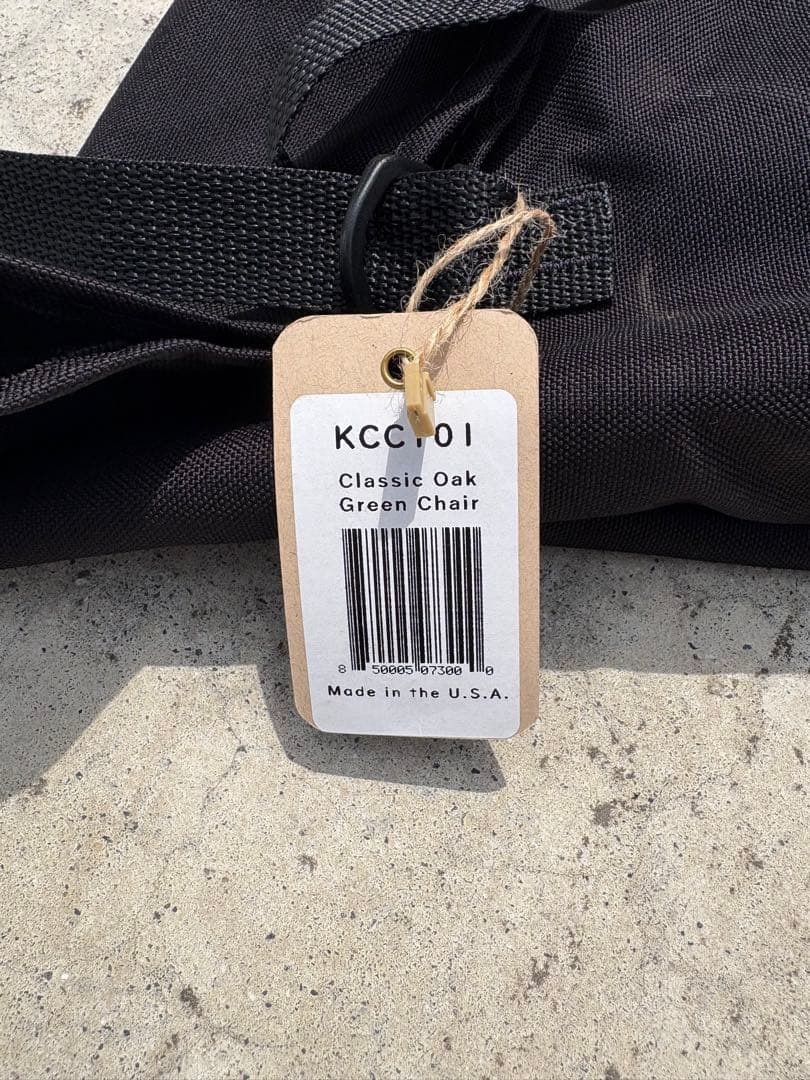 KCC101
Classic Oak
Green Chair
8 50005 07300 0
Made in the U.S.A.